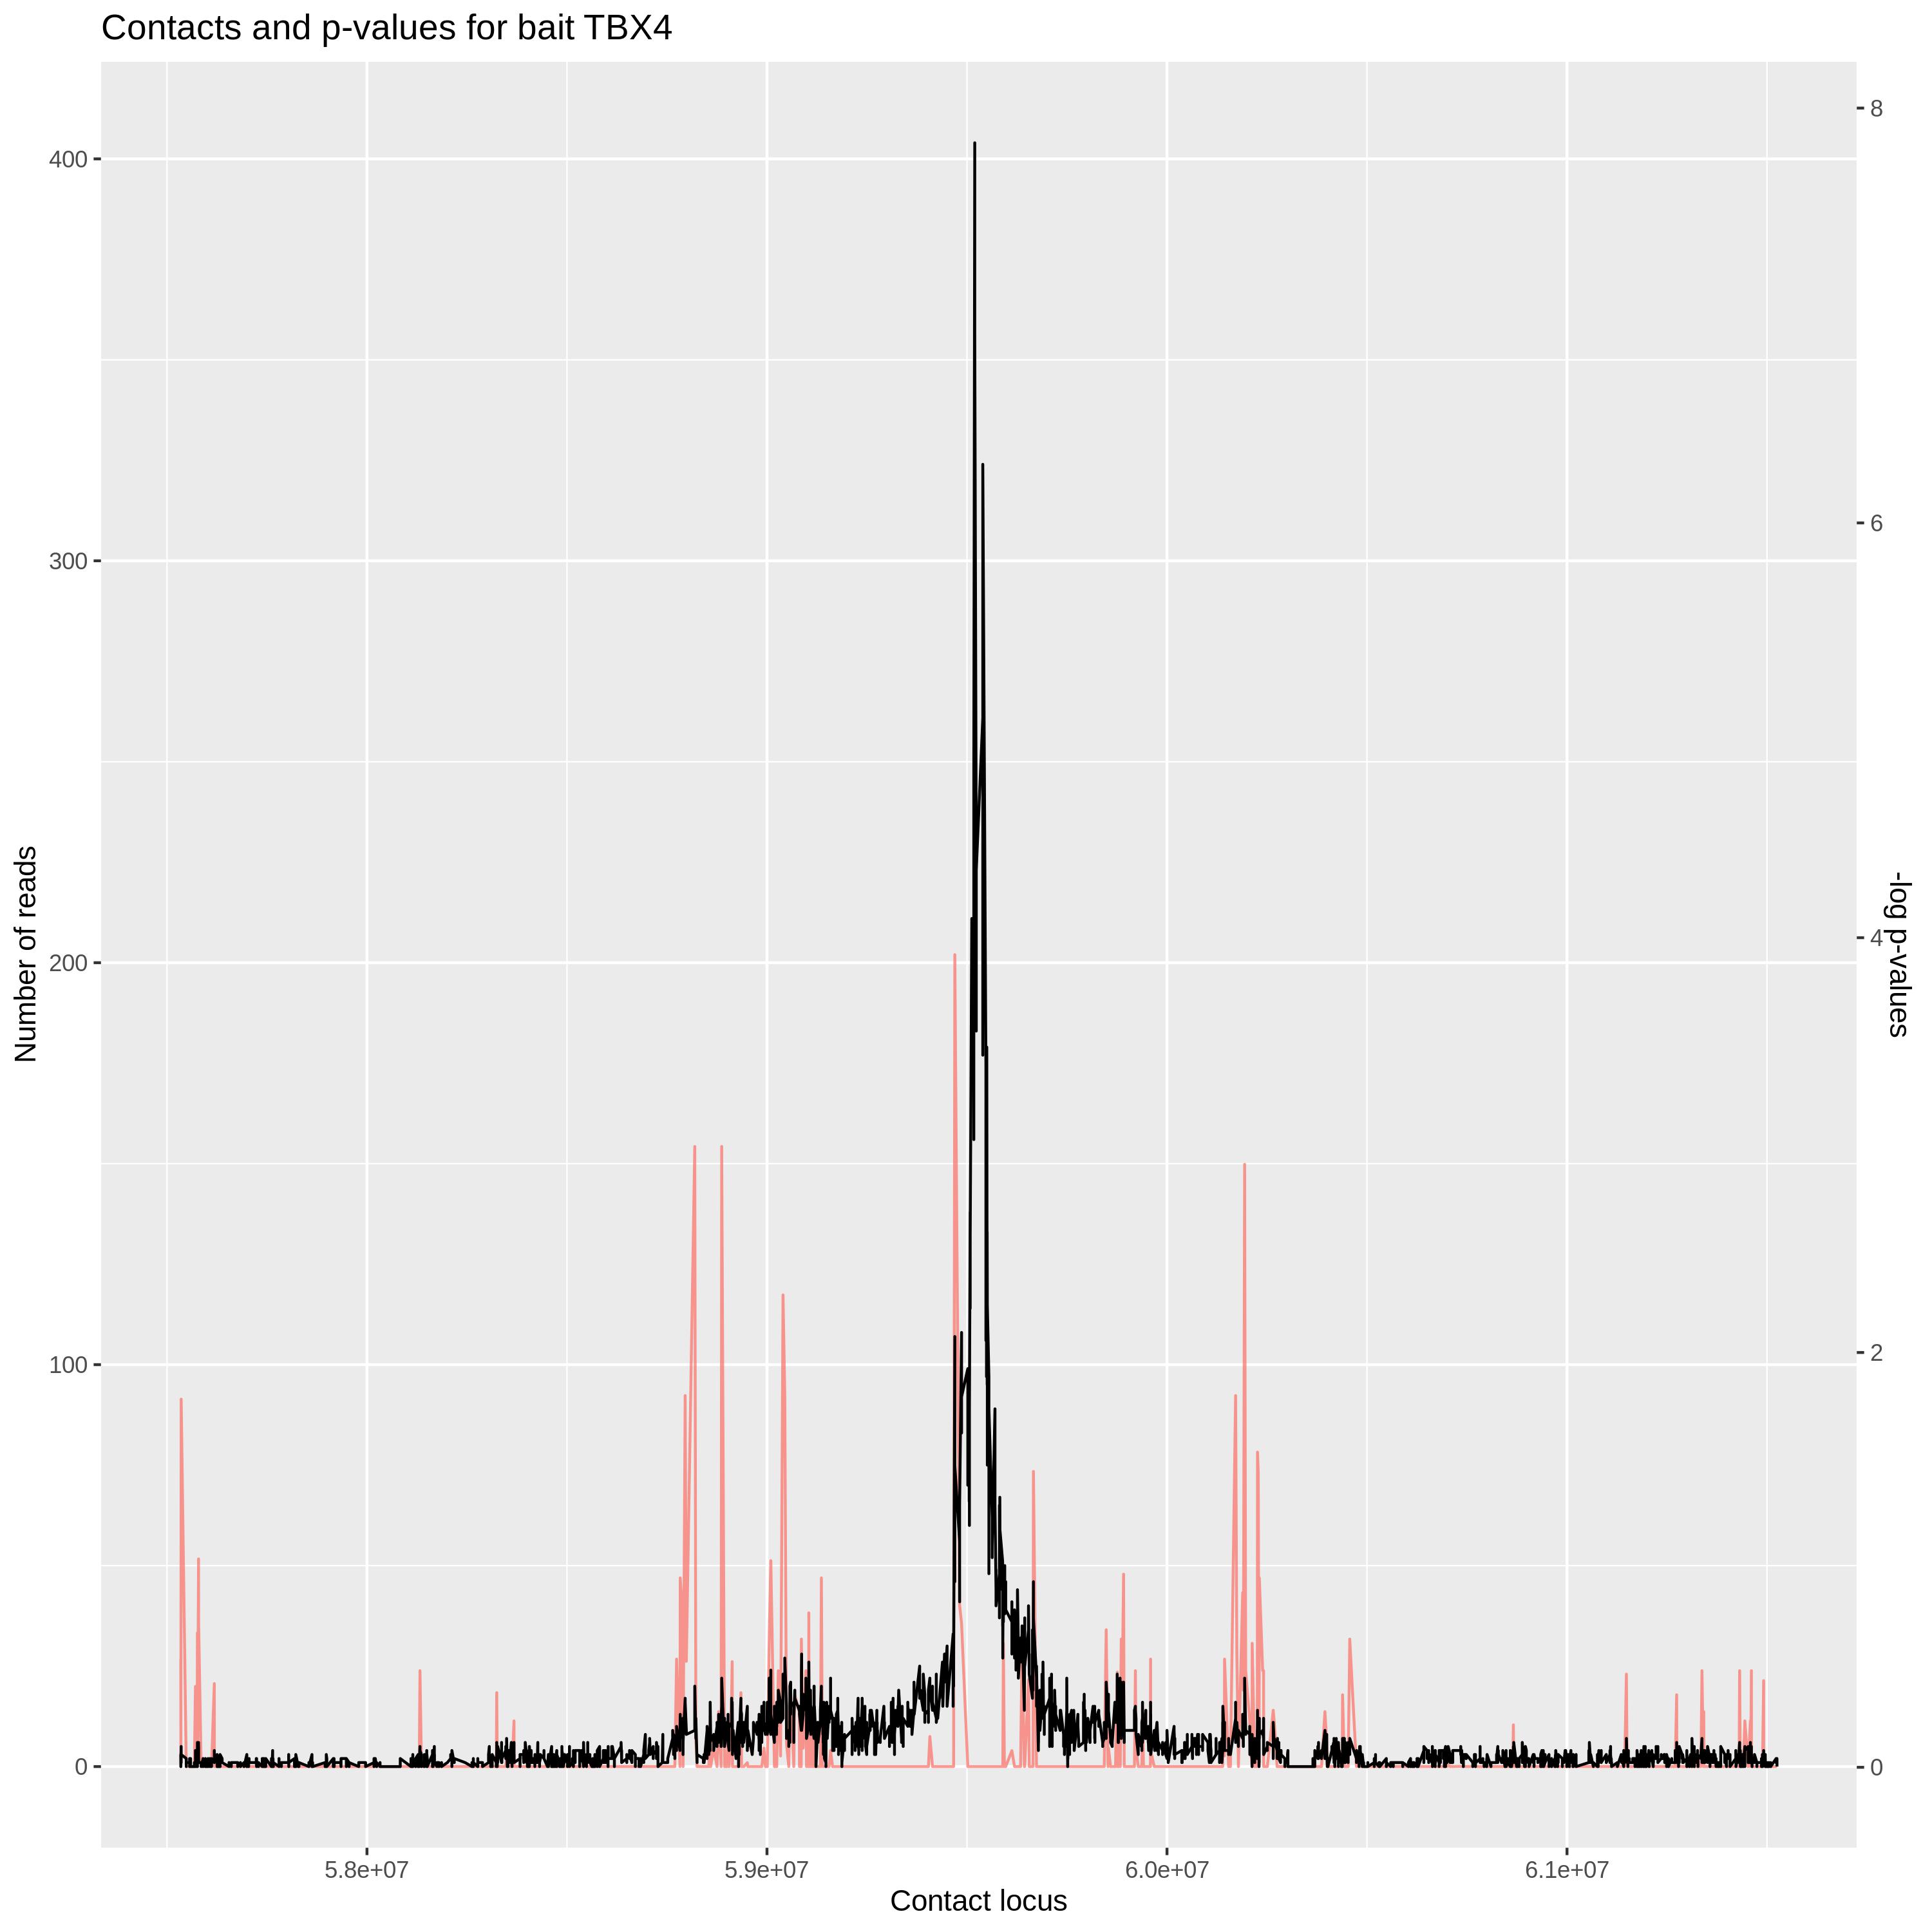 Contacts and p-values for bait TBX4
400
300
200
100
0
Number of reads
8
6
4
2
0
-log p-values
5.8e+07
5.9e+07
6.0e+07
6.1e+07
Contact locus